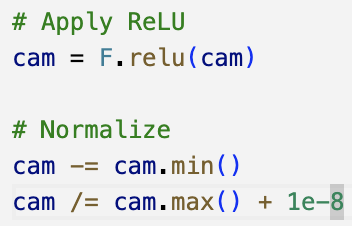 # Apply ReLU
cam = F.relu(cam)
# Normalize
cam -= cam.min()
cam /= cam.max() + 1e-8